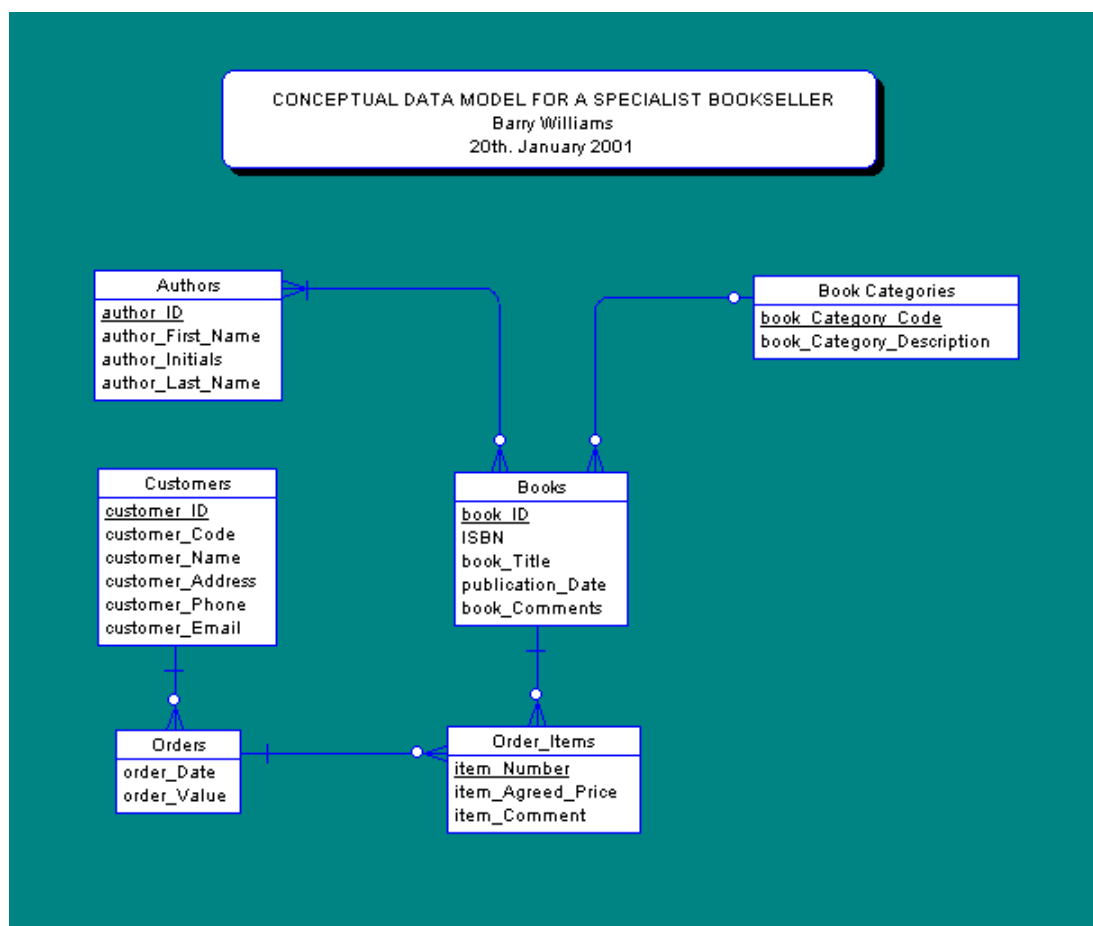 CONCEPTUAL DATA MODEL FOR A SPECIALIST BOOKSELLER
Barry Williams
20th. January 2001
Authors
author_ID
author_First_Name
author_Initials
author_Last_Name
Book Categories
book_Category_Code
book_Category_Description
Customers
customer_ID
customer_Code
customer_Name
customer_Address
customer_Phone
customer_Email
Books
book_ID
ISBN
book_Title
publication_Date
book_Comments
Orders
order_Date
order_Value
Order_Items
item_Number
item_Agreed_Price
item_Comment